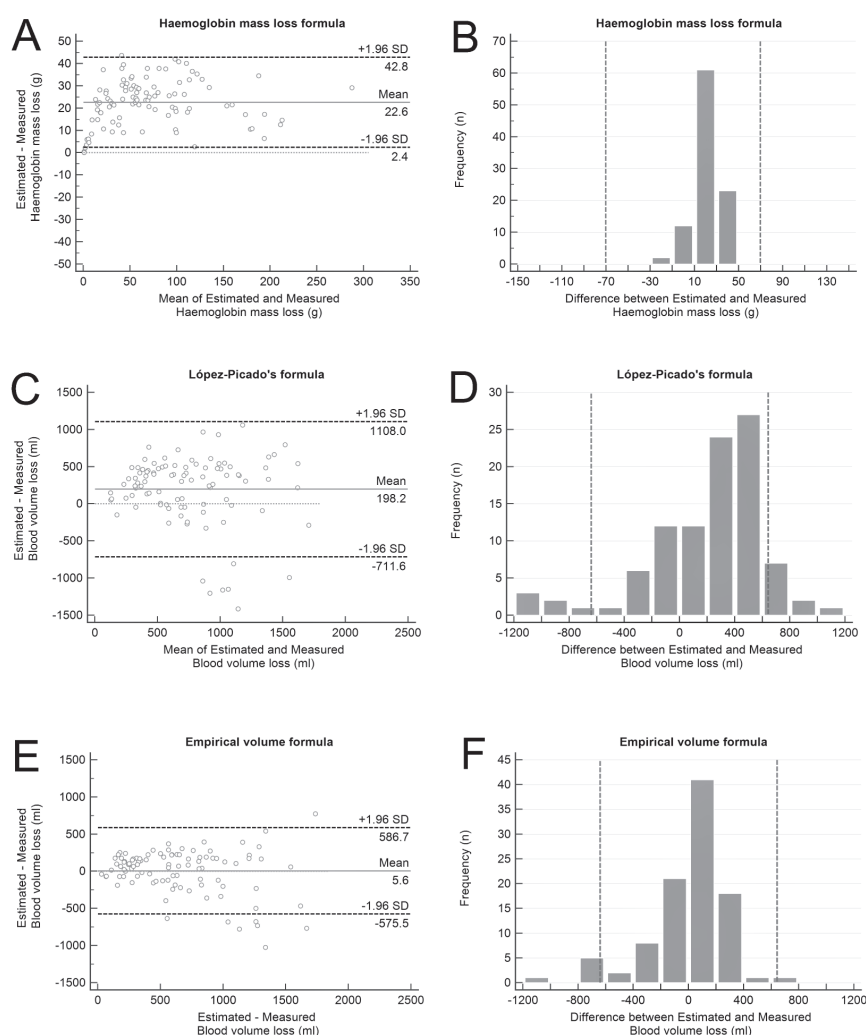 A
Haemoglobin mass loss formula
Estimated - Measured
Haemoglobin mass loss (g)
50
40
30
20
10
0
-10
-20
-30
-40
-50
+1.96 SD
42.8
Mean
22.6
-1.96 SD
2.4
0 50 100 150 200 250 300 350
Mean of Estimated and Measured
Haemoglobin mass loss (g)
B
Haemoglobin mass loss formula
Frequency (n)
70
60
50
40
30
20
10
0
-150 -110 -70 -30 -10 50 90 130
Difference between Estimated and Measured
Haemoglobin mass loss (g)
C
López-Picado's formula
Estimated - Measured
Blood volume loss (ml)
1500
1000
500
0
-500
-1000
-1500
+1.96 SD
1108.0
Mean
198.2
-1.96 SD
-711.6
0 500 1000 1500 2000 2500
Mean of Estimated and Measured
Blood volume loss (ml)
D
López-Picado's formula
Frequency (n)
30
25
20
15
10
5
0
-1200 -800 -400 0 400 800 1200
Difference between Estimated and Measured
Blood volume loss (ml)
E
Empirical volume formula
Estimated - Measured
Blood volume loss (ml)
1500
1000
500
0
-500
-1000
-1500
+1.96 SD
586.7
Mean
5.6
-1.96 SD
-575.5
0 500 1000 1500 2000 2500
Estimated - Measured
Blood volume loss (ml)
F
Empirical volume formula
Frequency (n)
45
40
35
30
25
20
15
10
5
0
-1200 -800 -400 0 400 800 1200
Difference between Estimated and Measured
Blood volume loss (ml)